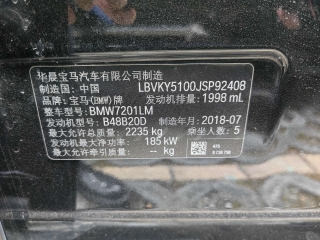 华晨宝马汽车有限公司制造
制造国：中国 LBVKY5100JSP92408
品牌：宝马(BMW)牌 发动机排量：1998 mL
整车型号：BMW7201LM
发动机型号：B48B20D 制造年月：2018-07
最大允许总质量：2235 kg 乘坐人数：5
发动机最大净功率：185 kW
最大允许牵引质量：-- kg